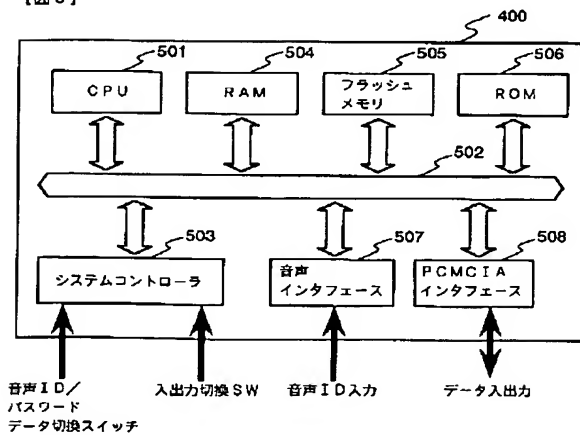 400
501
504
505
506
CPU
RAM
フラッシュ
メモリ
ROM
502
503
507
508
システムコントローラ
音声
インタフェース
PCMCIA
インタフェース
音声ID/
パスワード
データ切換スイッチ
入出力切換SW
音声ID入力
データ入出力